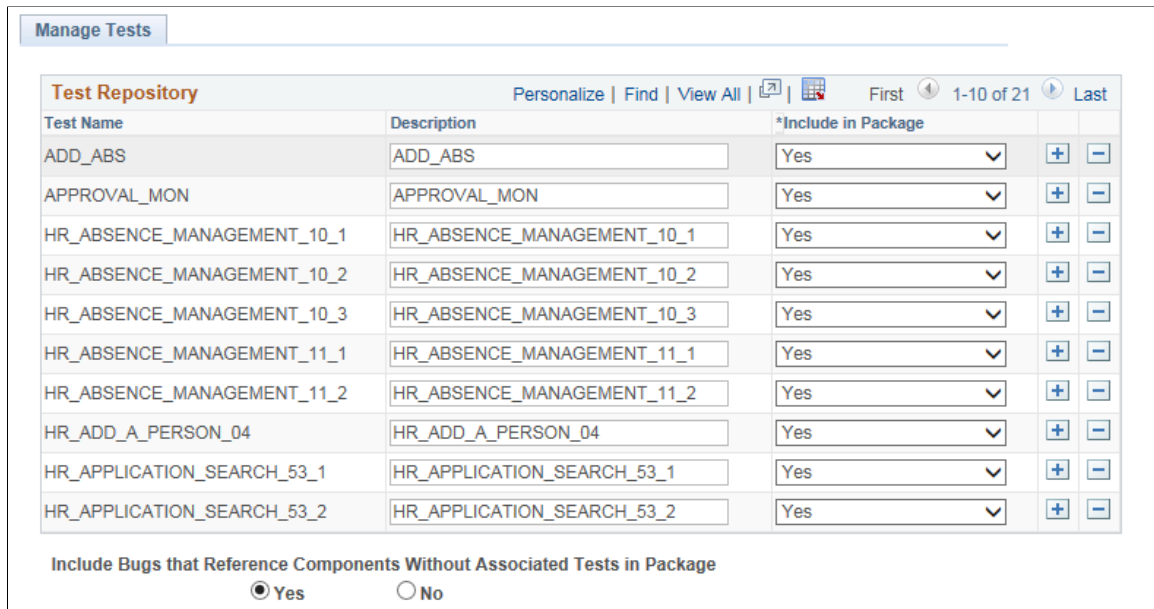 Manage Tests
Test Repository Personalize | Find | View All | | First 1-10 of 21 Last
Test Name Description *Include in Package
ADD_ABS ADD_ABS Yes
APPROVAL_MON APPROVAL_MON Yes
HR_ABSENCE_MANAGEMENT_10_1 HR_ABSENCE_MANAGEMENT_10_1 Yes
HR_ABSENCE_MANAGEMENT_10_2 HR_ABSENCE_MANAGEMENT_10_2 Yes
HR_ABSENCE_MANAGEMENT_10_3 HR_ABSENCE_MANAGEMENT_10_3 Yes
HR_ABSENCE_MANAGEMENT_11_1 HR_ABSENCE_MANAGEMENT_11_1 Yes
HR_ABSENCE_MANAGEMENT_11_2 HR_ABSENCE_MANAGEMENT_11_2 Yes
HR_ADD_A_PERSON_04 HR_ADD_A_PERSON_04 Yes
HR_APPLICATION_SEARCH_53_1 HR_APPLICATION_SEARCH_53_1 Yes
HR_APPLICATION_SEARCH_53_2 HR_APPLICATION_SEARCH_53_2 Yes
Include Bugs that Reference Components Without Associated Tests in Package
Yes No